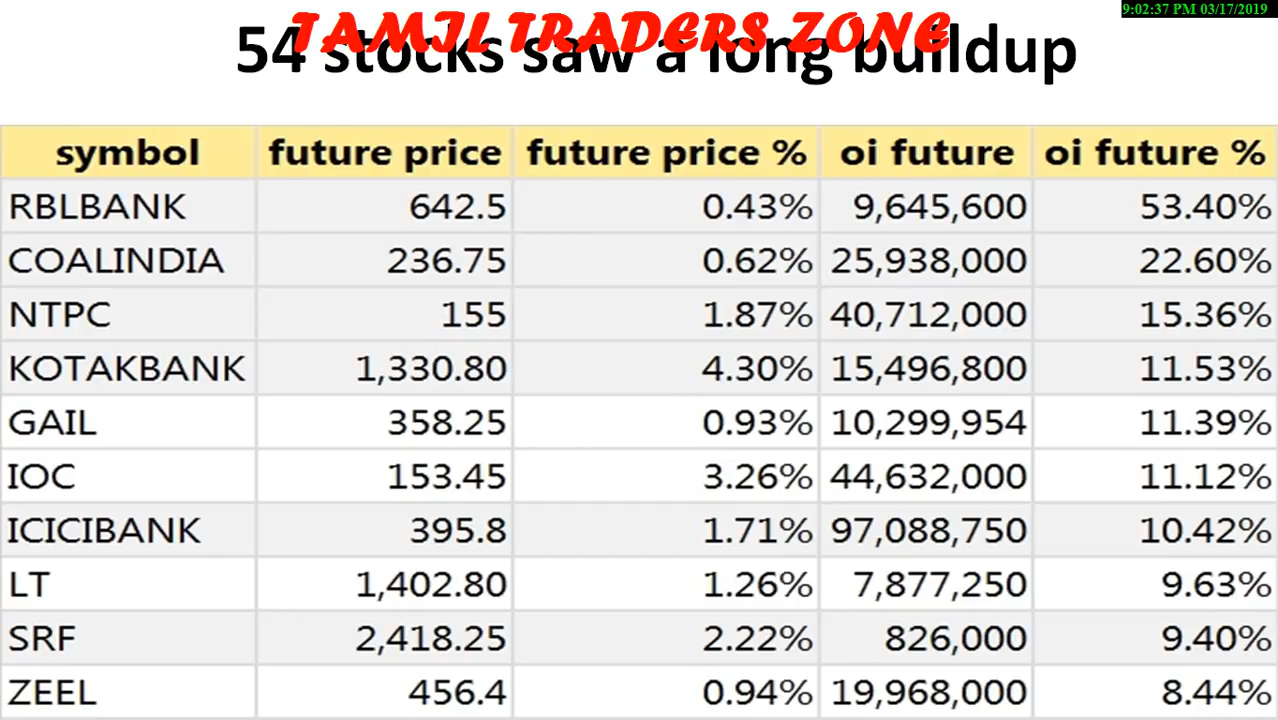 9:02:37 PM 03/17/2019
TAMIL TRADERS ZONE
54 stocks saw a long buildup
symbol future price future price % oi future oi future %
RBLBANK 642.5 0.43% 9,645,600 53.40%
COALINDIA 236.75 0.62% 25,938,000 22.60%
NTPC 155 1.87% 40,712,000 15.36%
KOTAKBANK 1,330.80 4.30% 15,496,800 11.53%
GAIL 358.25 0.93% 10,299,954 11.39%
IOC 153.45 3.26% 44,632,000 11.12%
ICICIBANK 395.8 1.71% 97,088,750 10.42%
LT 1,402.80 1.26% 7,877,250 9.63%
SRF 2,418.25 2.22% 826,000 9.40%
ZEEL 456.4 0.94% 19,968,000 8.44%